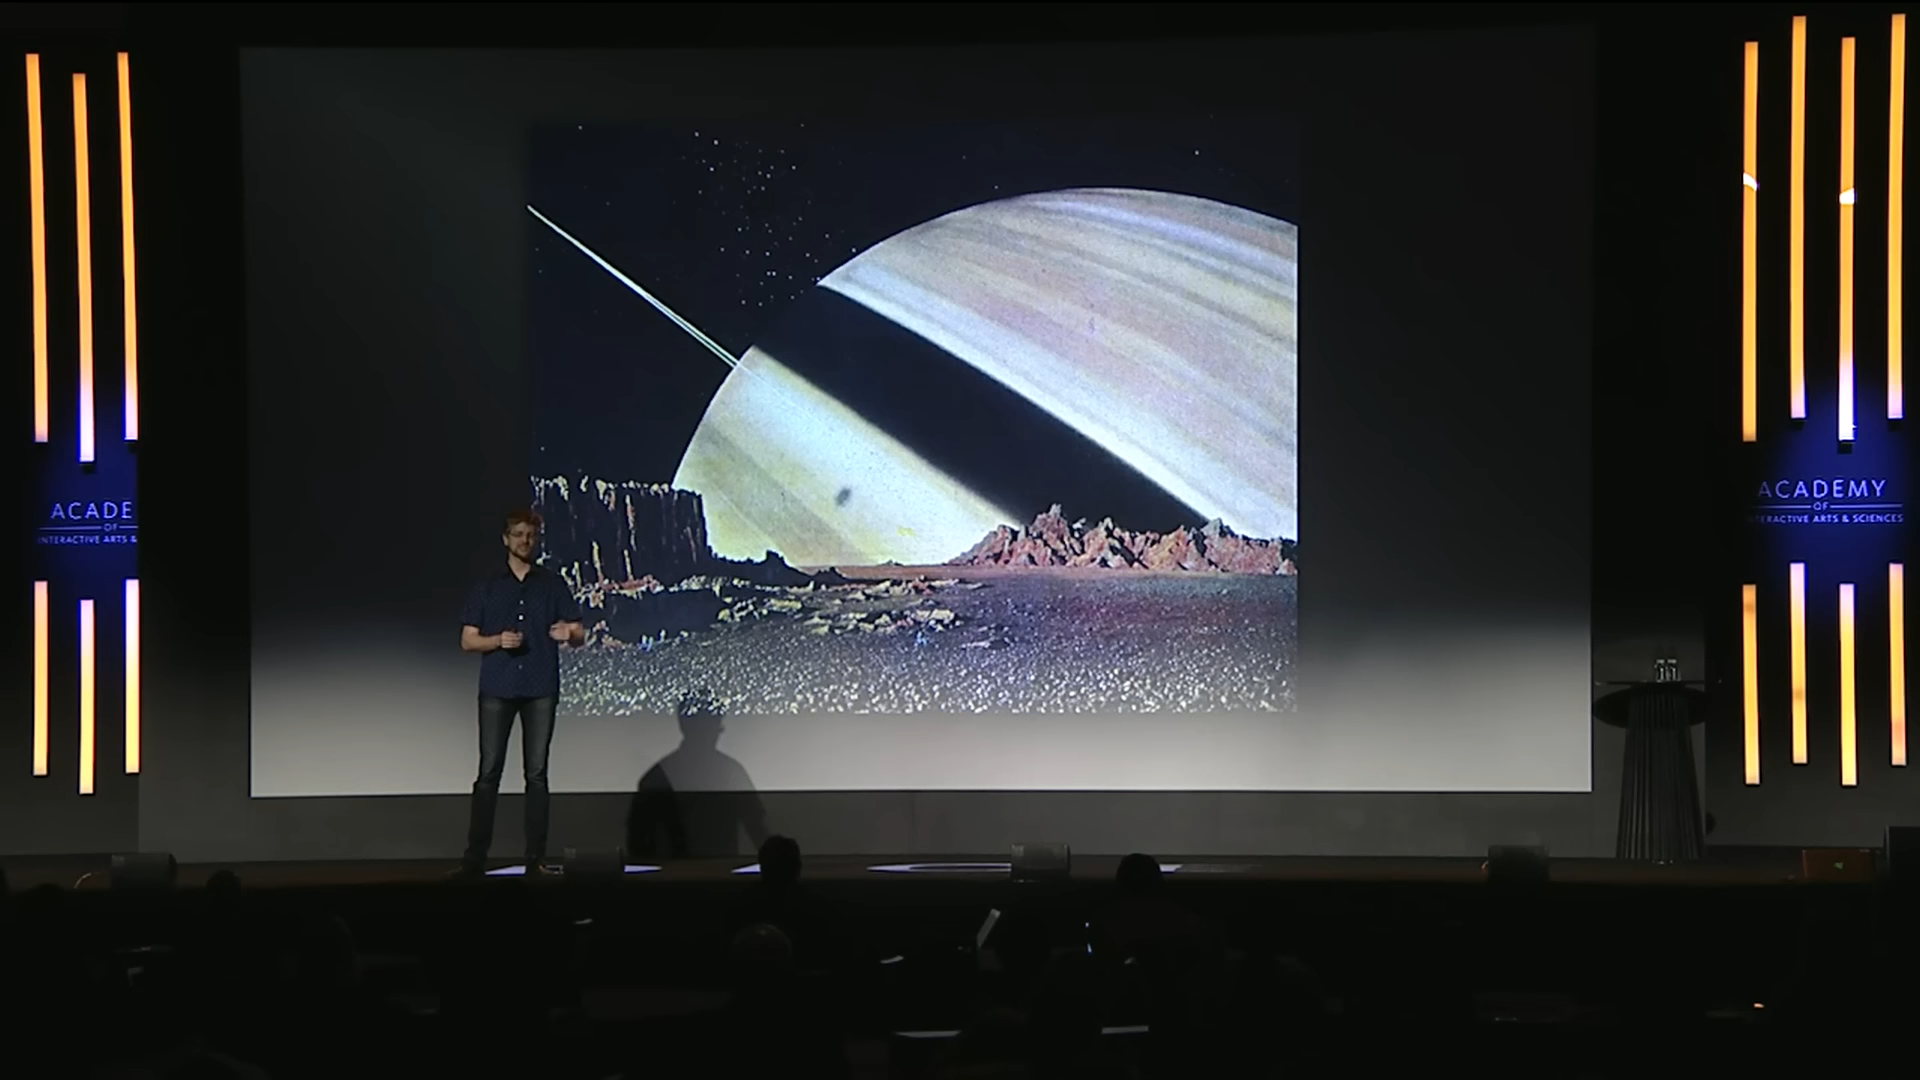 ACADE
OF
INTERACTIVE ARTS &
ACADEMY
OF
INTERACTIVE ARTS & SCIENCES